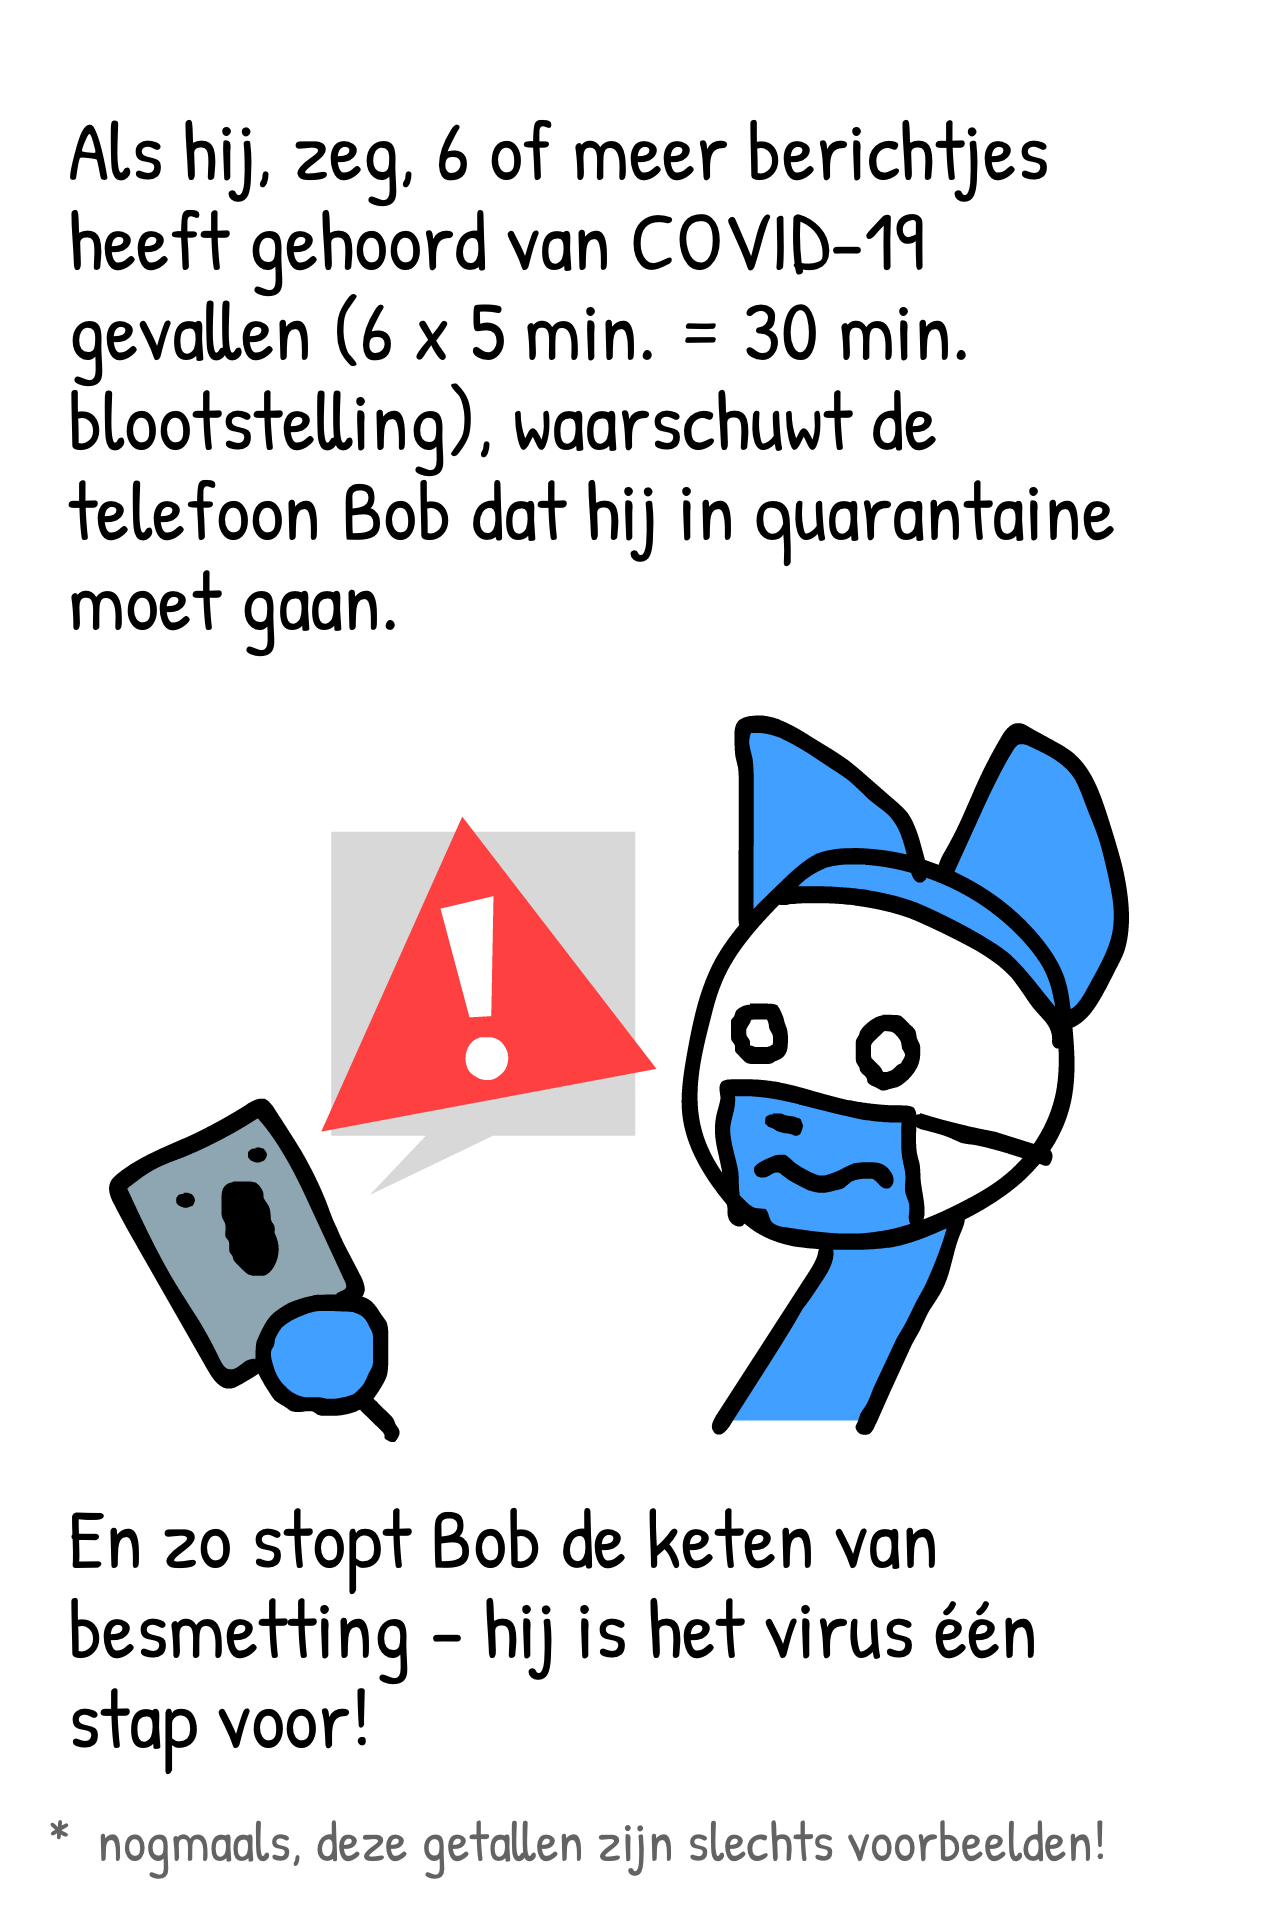 Als hij, zeg, 6 of meer berichtjes
heeft gehoord van COVID-19
gevallen (6 x 5 min. = 30 min.
blootstelling), waarschuwt de
telefoon Bob dat hij in quarantaine
moet gaan.
!
En zo stopt Bob de keten van
besmetting - hij is het virus één
stap voor!
* nogmaals, deze getallen zijn slechts voorbeelden!